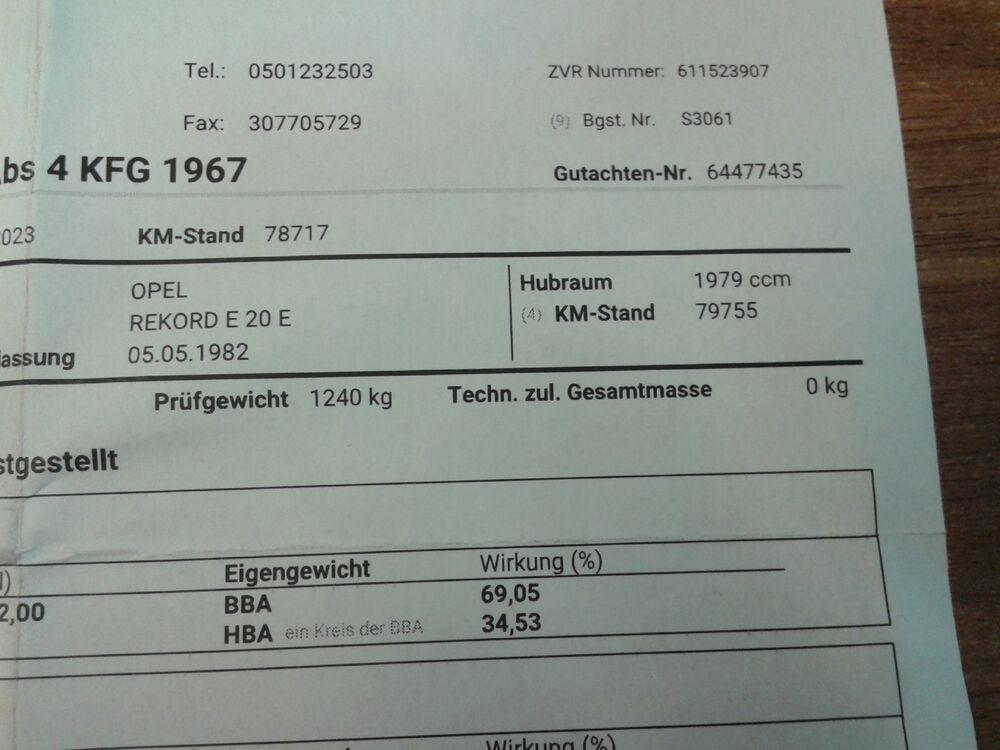 Tel.: 0501232503 ZVR Nummer: 611523907
Fax: 307705729 (9) Bgst. Nr. S3061
bs 4 KFG 1967 Gutachten-Nr. 64477435
023 KM-Stand 78717
OPEL Hubraum 1979 ccm
REKORD E 20 E (4) KM-Stand 79755
assung 05.05.1982
Prüfgewicht 1240 kg Techn. zul. Gesamtmasse 0 kg
stgestellt
) Eigengewicht Wirkung (%)
2,00 BBA 69,05
HBA ein Kreis der BBA 34,53
Wirkung (%)